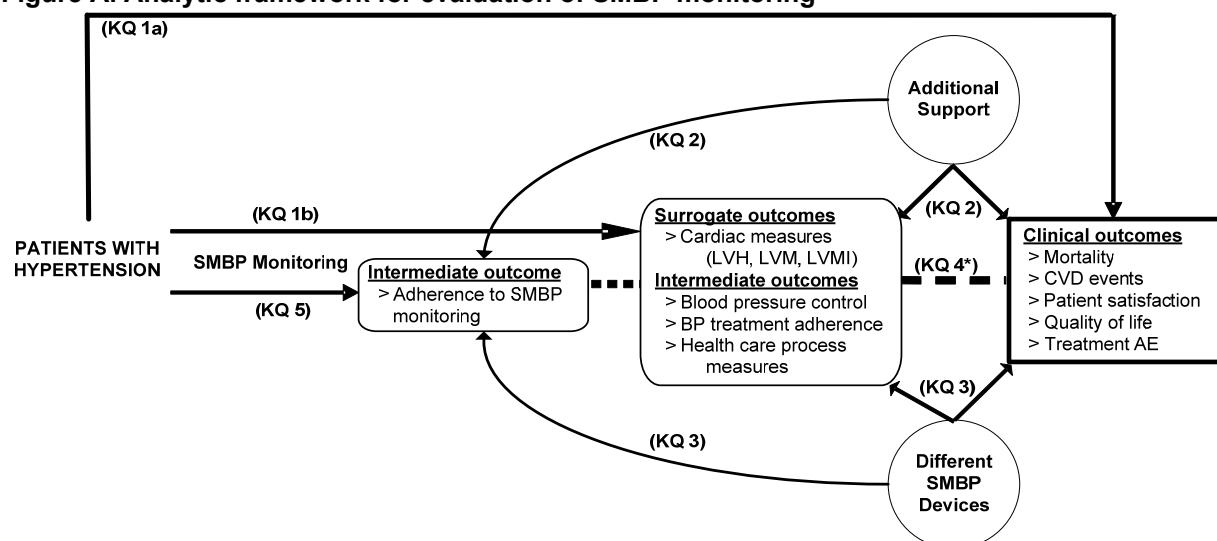 Figure A. Analytic framework for evaluation of SMBP monitoring
(KQ 1a)
Additional
Support
(KQ 2)
(KQ 1b)
(KQ 2)
PATIENTS WITH
HYPERTENSION
SMBP Monitoring
(KQ 5)
Intermediate outcome
> Adherence to SMBP
monitoring
Surrogate outcomes
> Cardiac measures
(LVH, LVM, LVMI)
Intermediate outcomes
> Blood pressure control
> BP treatment adherence
> Health care process
measures
(KQ 4*)
Clinical outcomes
> Mortality
> CVD events
> Patient satisfaction
> Quality of life
> Treatment AE
(KQ 3)
(KQ 3)
Different
SMBP
Devices